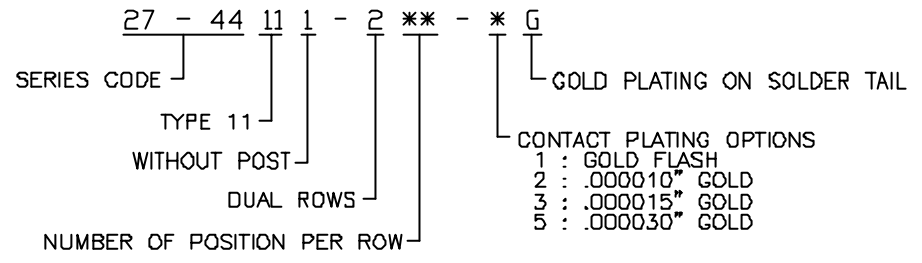 27 - 44 11 1 - 2 ** - * G
SERIES CODE
GOLD PLATING ON SOLDER TAIL
TYPE 11
CONTACT PLATING OPTIONS
WITHOUT POST
1 : GOLD FLASH
2 : .000010" GOLD
DUAL ROWS
3 : .000015" GOLD
5 : .000030" GOLD
NUMBER OF POSITION PER ROW